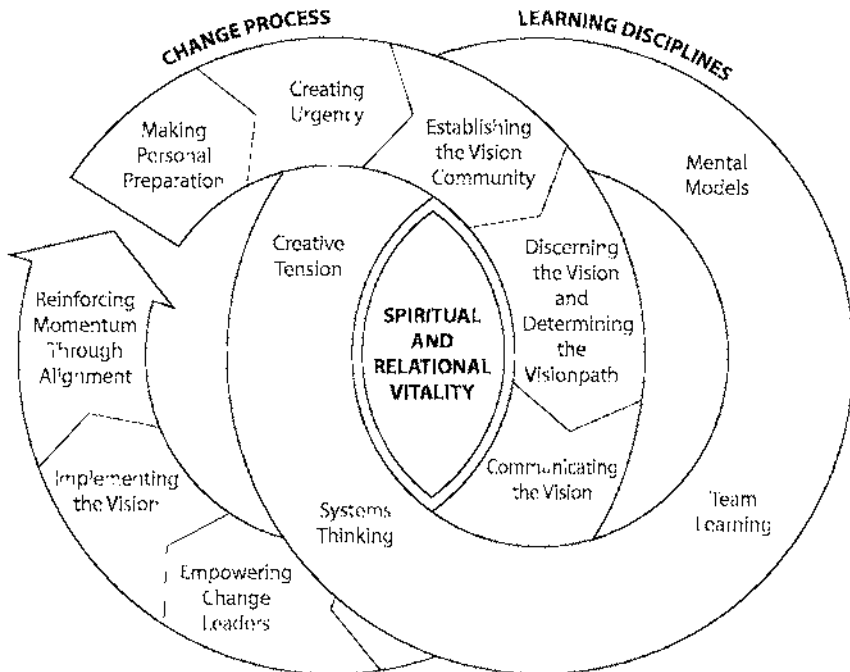 CHANGE PROCESS
LEARNING DISCIPLINES
Making
Personal
Preparation
Creating
Urgency
Establishing
the Vision
Community
Discerning
the Vision
and
Determining
the
Visionpath
Communicating
the Vision
Empowering
Change
Leaders
Implementing
the Vision
Reinforcing
Momentum
Through
Alignment
Creative
Tension
Systems
Thinking
Mental
Models
Team
Learning
SPIRITUAL
AND
RELATIONAL
VITALITY